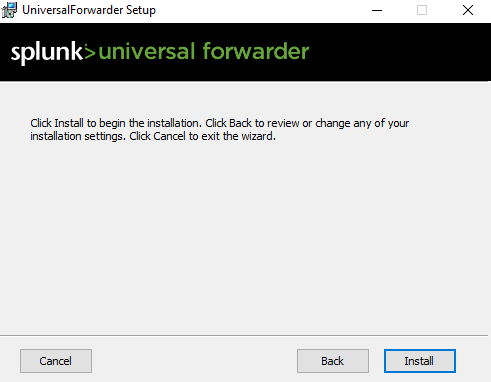 UniversalForwarder Setup
splunk>universal forwarder
Click Install to begin the installation. Click Back to review or change any of your
installation settings. Click Cancel to exit the wizard.
Cancel
Back
Install